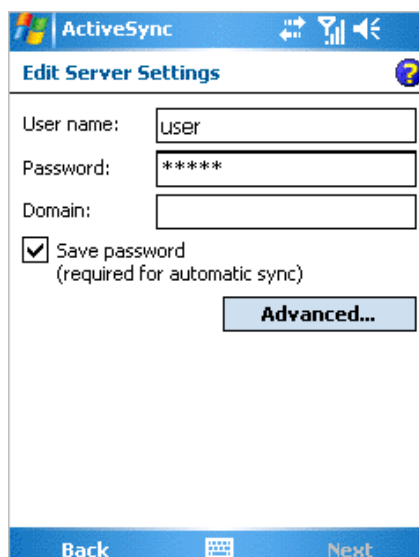 ActiveSync
Edit Server Settings
?
User name:
user
Password:
*****
Domain:
Save password
(required for automatic sync)
Advanced...
Back
Next